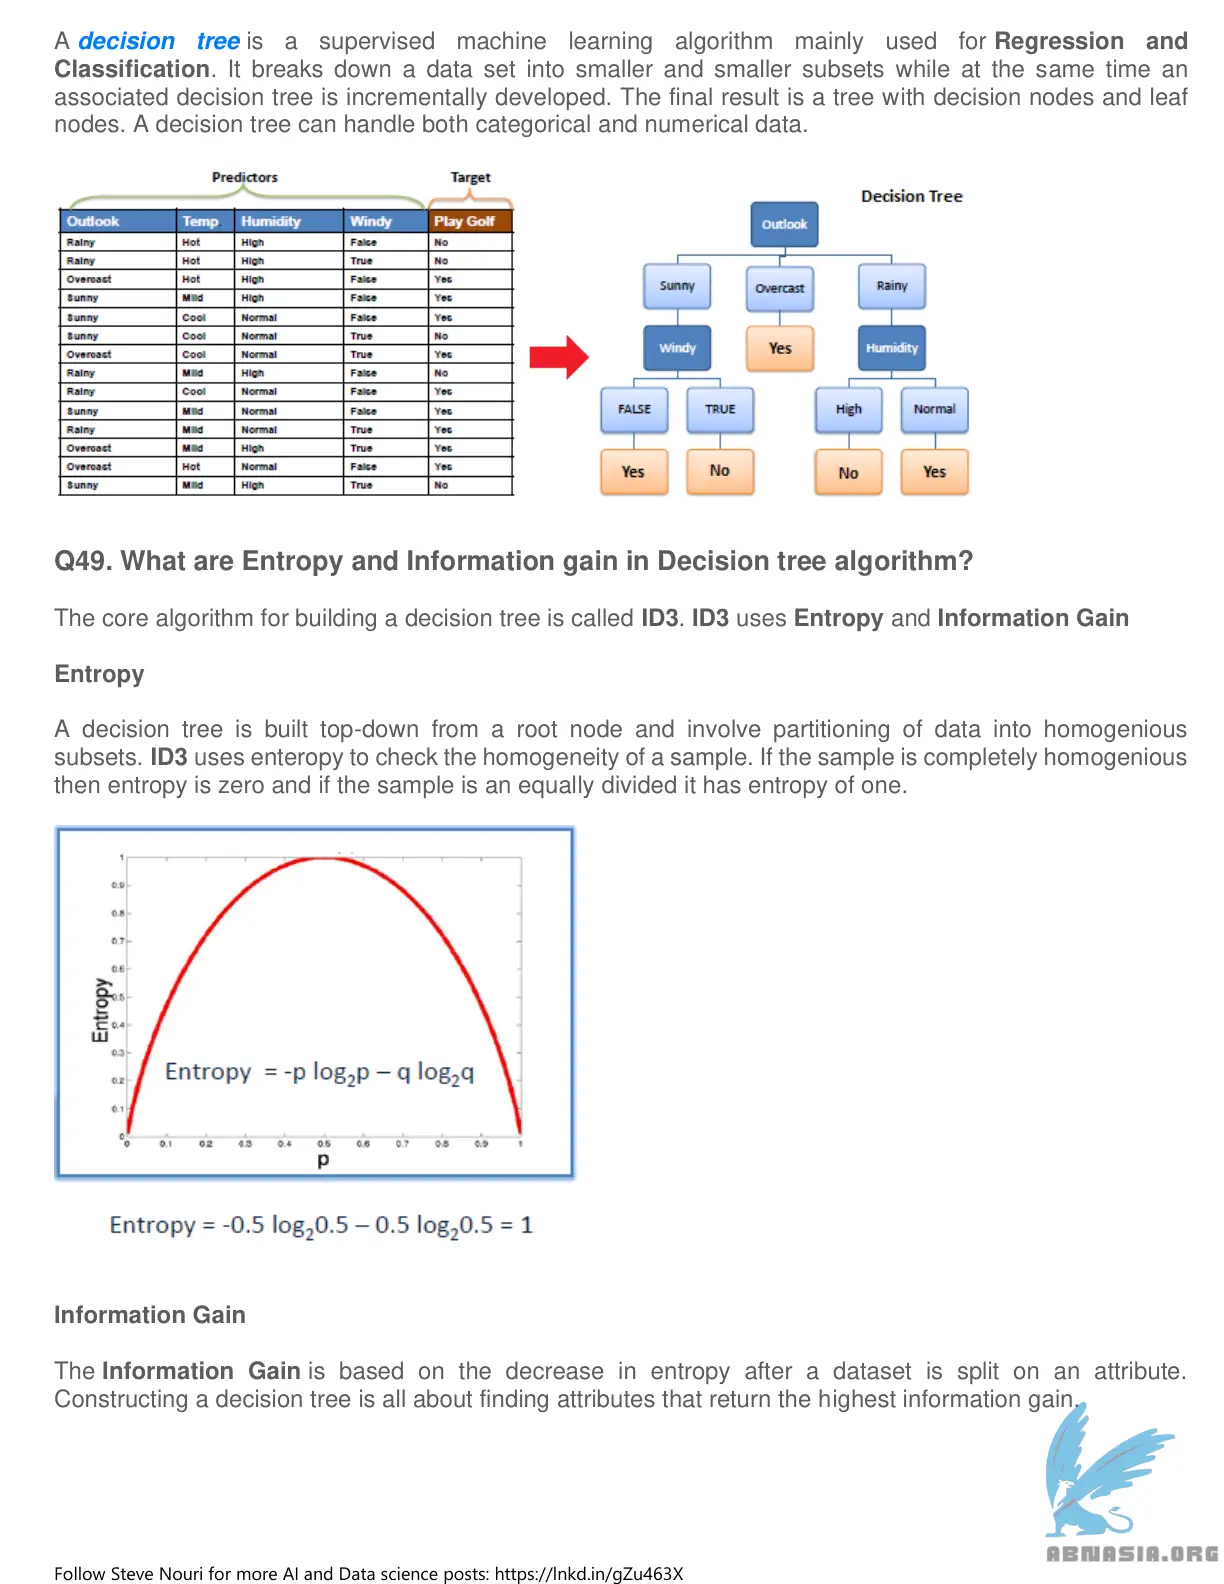 A decision tree is a supervised machine learning algorithm mainly used for Regression and
Classification. It breaks down a data set into smaller and smaller subsets while at the same time an
associated decision tree is incrementally developed. The final result is a tree with decision nodes and leaf
nodes. A decision tree can handle both categorical and numerical data.
Predictors Target
Outlook Temp Humidity Windy Play Golf
Rainy Hot High False No
Rainy Hot High True No
Overcast Hot High False Yes
Sunny Mild High False Yes
Sunny Cool Normal False Yes
Sunny Cool Normal True No
Overcast Cool Normal True Yes
Rainy Mild High False No
Rainy Cool Normal False Yes
Sunny Mild Normal False Yes
Rainy Mild Normal True Yes
Overcast Mild High True Yes
Overcast Hot Normal False Yes
Sunny Mild High True No
Decision Tree
Outlook
Sunny Overcast Rainy
Windy Yes Humidity
FALSE TRUE High Normal
Yes No No Yes
Q49. What are Entropy and Information gain in Decision tree algorithm?
The core algorithm for building a decision tree is called ID3. ID3 uses Entropy and Information Gain
Entropy
A decision tree is built top-down from a root node and involve partitioning of data into homogenious
subsets. ID3 uses enteropy to check the homogeneity of a sample. If the sample is completely homogenious
then entropy is zero and if the sample is an equally divided it has entropy of one.
1
0.9
0.8
0.7
0.6
0.5
0.4
0.3
0.2
0.1
0
Entropy
Entropy = -p log₂p – q log₂q
0 0.1 0.2 0.3 0.4 0.5 0.6 0.7 0.8 0.9 1
p
Entropy = -0.5 log₂0.5 – 0.5 log₂0.5 = 1
Information Gain
The Information Gain is based on the decrease in entropy after a dataset is split on an attribute.
Constructing a decision tree is all about finding attributes that return the highest information gain.
ABNASIA.ORG
Follow Steve Nouri for more AI and Data science posts: https://lnkd.in/gZu463X